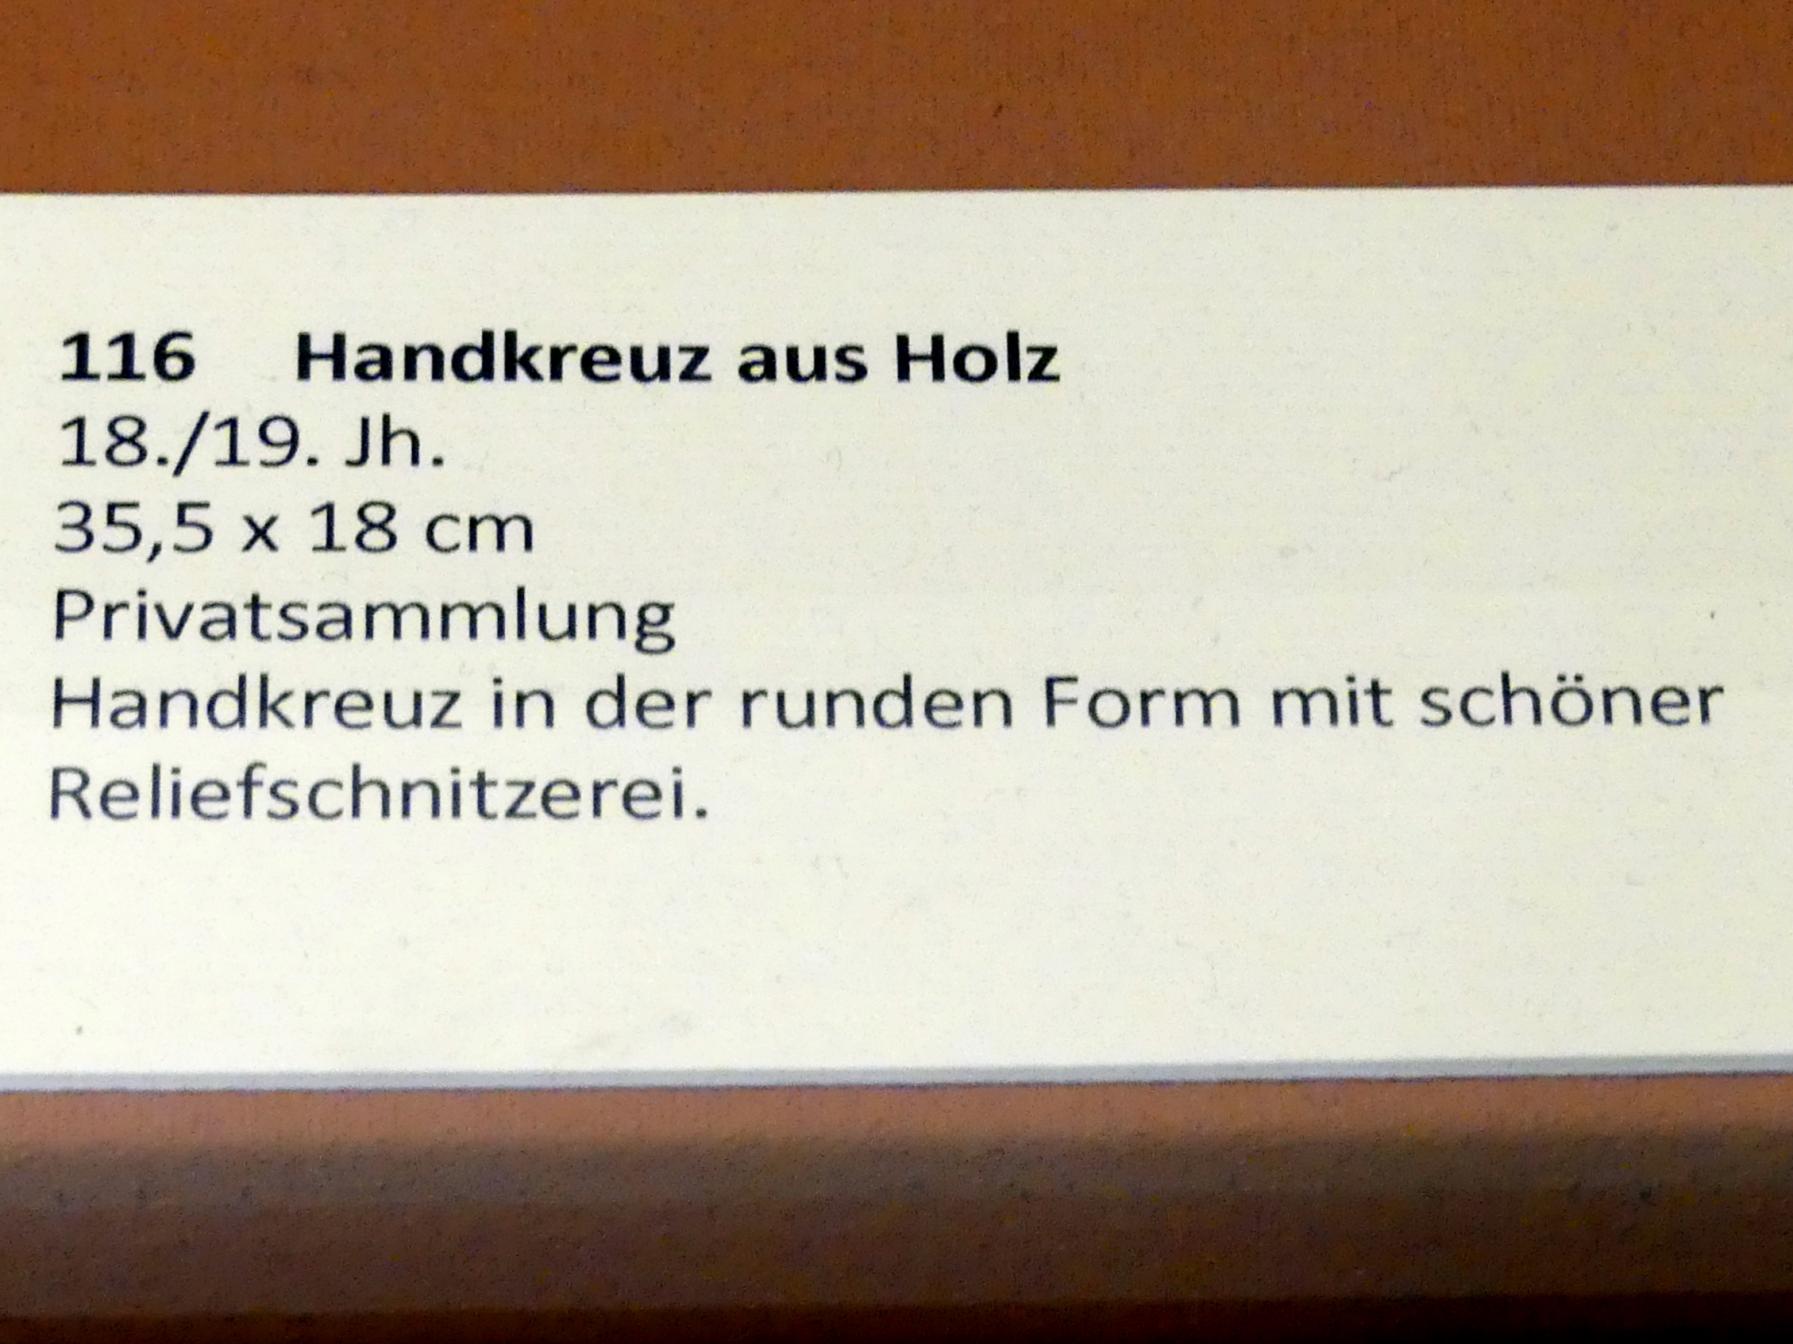 116 Handkreuz aus Holz
18./19. Jh.
35,5 x 18 cm
Privatsammlung
Handkreuz in der runden Form mit schöner
Reliefschnitzerei.